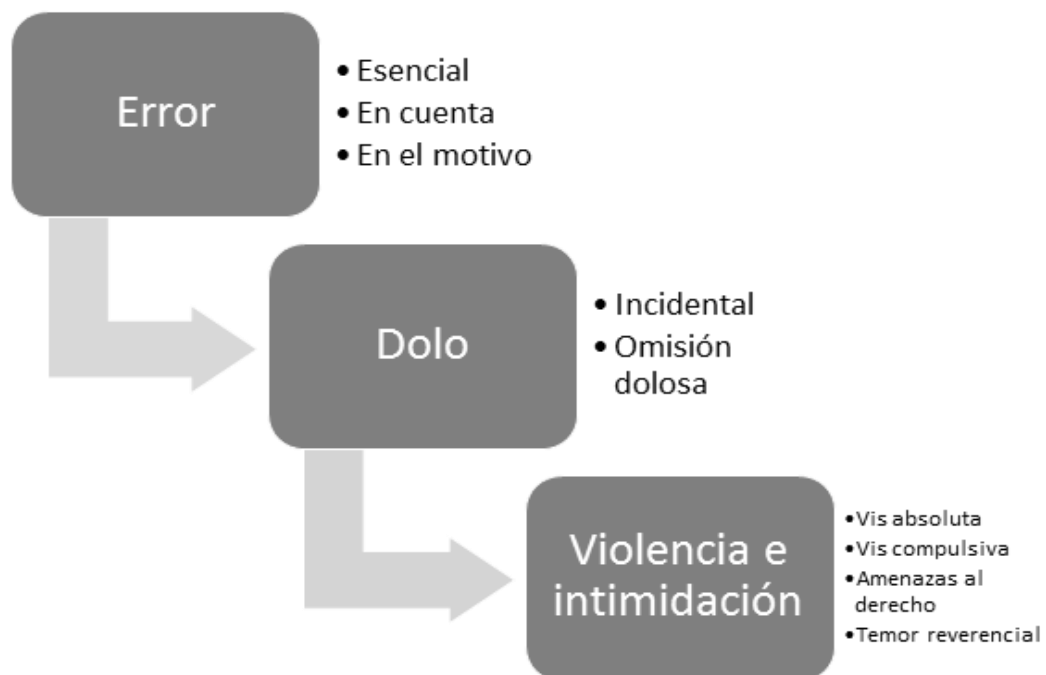 Error
• Esencial
• En cuenta
• En el motivo
Dolo
• Incidental
• Omisión
dolosa
Violencia e
intimidación
•Vis absoluta
•Vis compulsiva
•Amenazas al
derecho
•Temor reverencial